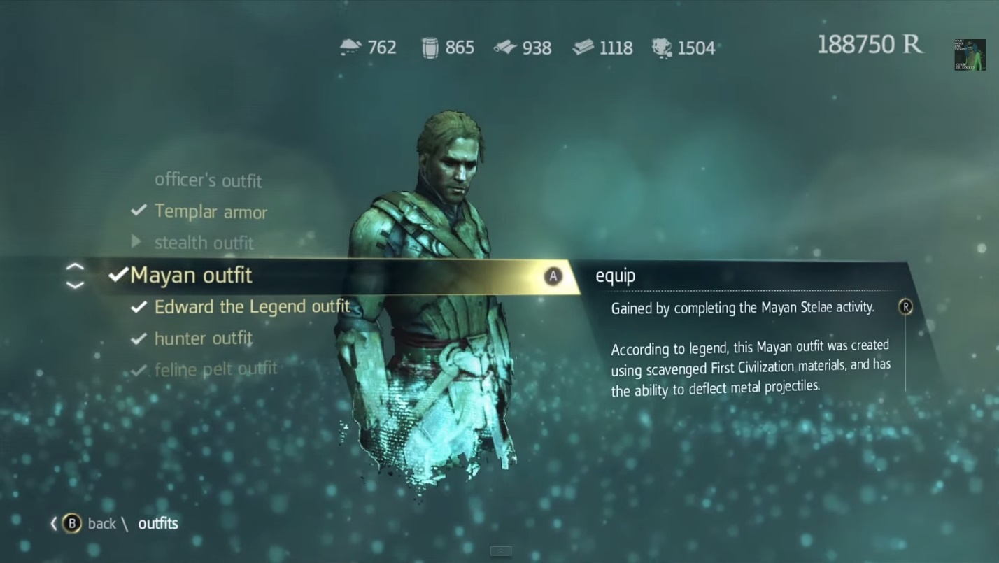 762 865 938 1118 1504 188750 R
officer's outfit
Templar armor
stealth outfit
Mayan outfit A equip
Edward the Legend outfit
hunter outfit
feline pelt outfit
Gained by completing the Mayan Stelae activity. R
According to legend, this Mayan outfit was created
using scavenged First Civilization materials, and has
the ability to deflect metal projectiles.
B back \ outfits